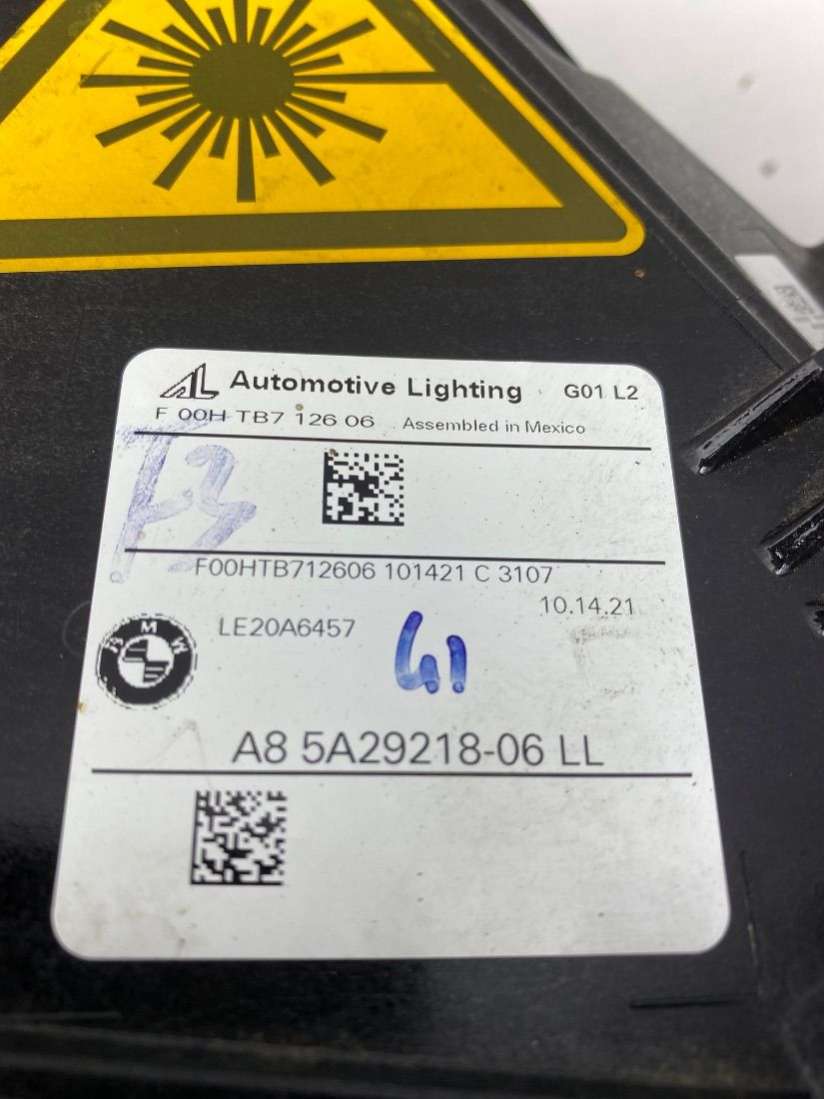 Automotive Lighting G01 L2
F 00H TB7 126 06 Assembled in Mexico
F00HTB712606 101421 C 3107
10.14.21
BMW LE20A6457
41
A8 5A29218-06 LL